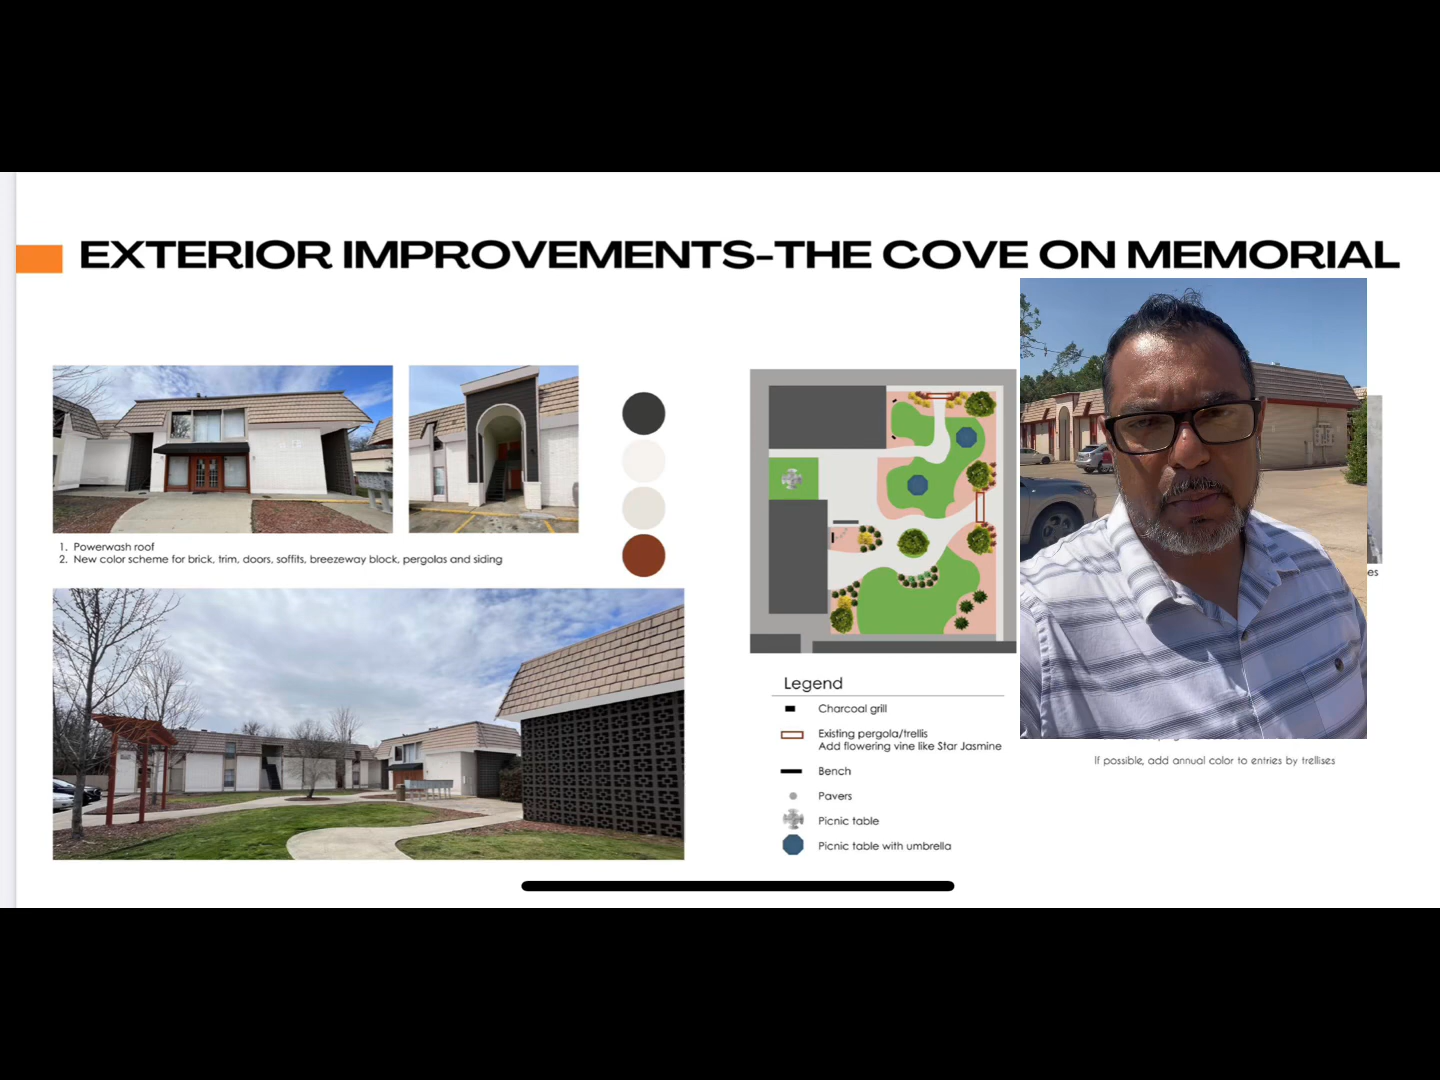 EXTERIOR IMPROVEMENTS-THE COVE ON MEMORIAL
1. Powerwash roof
2. New color scheme for brick, trim, doors, soffits, breezeway block, pergolas and siding
Legend
Charcoal grill
Existing pergola/trellis
Add flowering vine like Star Jasmine
Bench
Pavers
Picnic table
Picnic table with umbrella
If possible, add annual color to entries by trellises